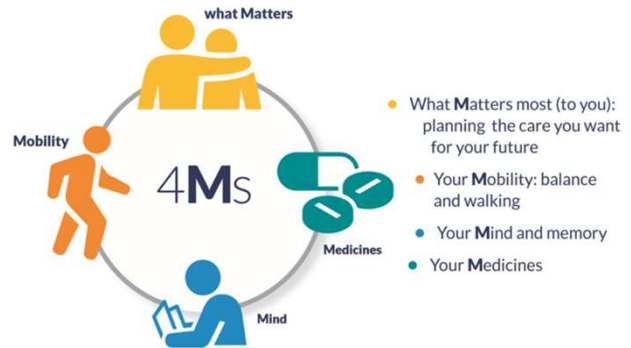 what Matters
Mobility
4Ms
Medicines
Mind
What Matters most (to you):
planning the care you want
for your future
Your Mobility: balance
and walking
Your Mind and memory
Your Medicines